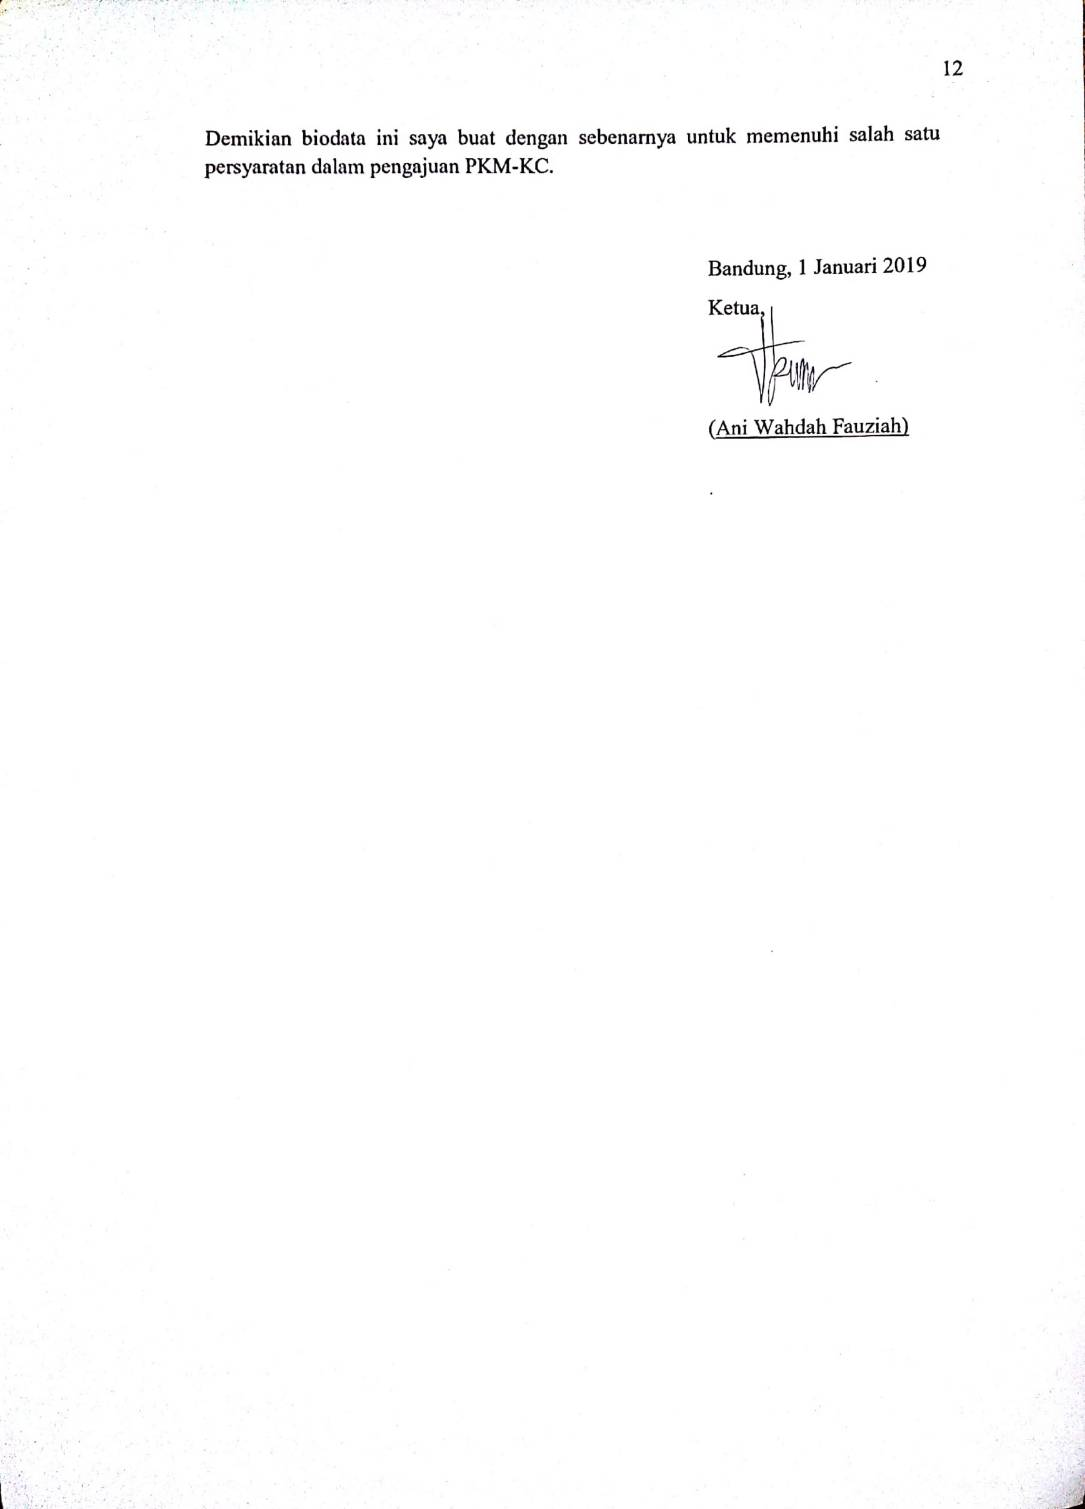 12
Demikian biodata ini saya buat dengan sebenarnya untuk memenuhi salah satu
persyaratan dalam pengajuan PKM-KC.
Bandung, 1 Januari 2019
Ketua,
(Ani Wahdah Fauziah)